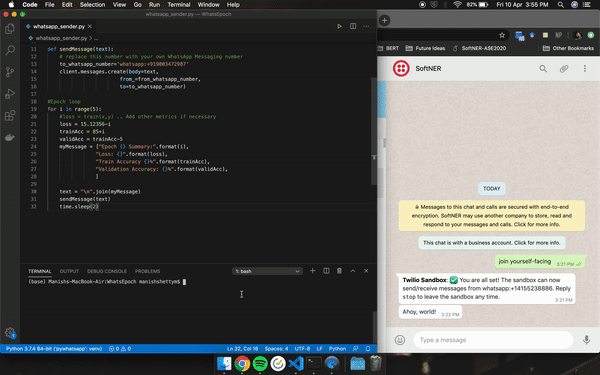 Code File Edit Selection View Go Run Terminal Window Help
82% Fri 10 Apr 3:55 PM
whatsapp_sender.py — WhatsEpoch
whatsapp_sender.py
whatsapp_sender.py > ...
11 def sendMessage(text):
12 # replace this number with your own WhatsApp Messaging number
13 to_whatsapp_number='whatsapp:+919003472987'
14 client.messages.create(body=text,
15 from_=from_whatsapp_number,
16 to=to_whatsapp_number)
17
18
19 #Epoch loop
20 for i in range(5):
21 #loss = train(x,y) .. Add other metrics if necessary
22 loss = 15.12356-i
23 trainAcc = 85+i
24 validAcc = trainAcc-5
25 myMessage = ["Epoch {} Summary:".format(i),
26 "Loss: {}".format(loss),
27 "Train Accuracy {}%".format(trainAcc),
28 "Validation Accuracy: {}%".format(validAcc),
29 ]
30 text = "\n".join(myMessage)
31 sendMessage(text)
32 time.sleep(2)
TERMINAL OUTPUT DEBUG CONSOLE PROBLEMS
1: bash
(base) Manishs-MacBook-Air:WhatsEpoch manishshettym$
Python 3.7.4 64-bit ('pywhatsapp': venv) 0 0
Ln 32, Col 18 Spaces: 4 UTF-8 LF Python
BERT Future Ideas SoftNER-ASE2020 Other Bookmarks
SoftNER
TODAY
Messages to this chat and calls are secured with end-to-end
encryption. SoftNER may use another company to store, read and
respond to your messages and calls. Click for more info.
This chat is with a business account. Click for more info.
join yourself-facing 3:21 PM
Twilio Sandbox: ✅ You are all set! The sandbox can now
send/receive messages from whatsapp:+14155238886. Reply
stop to leave the sandbox any time. 3:21 PM
Ahoy, world! 3:22 PM
Type a message